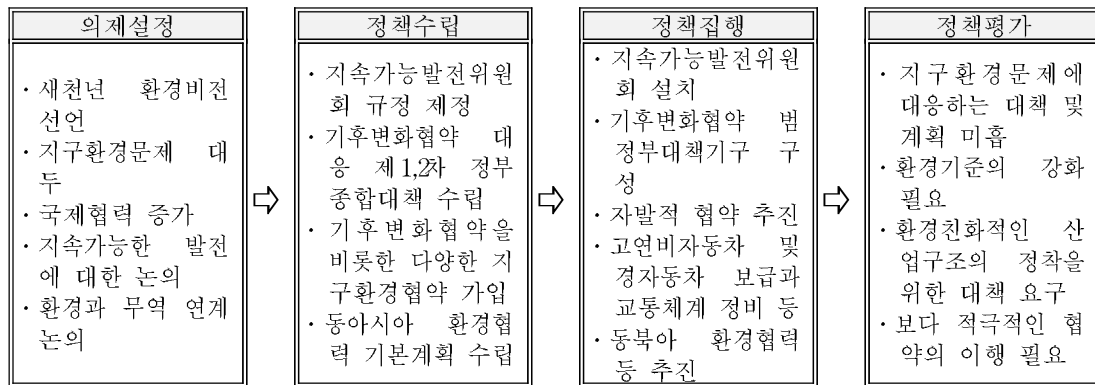 의제설정
· 새천년 환경비전
선언
· 지구환경문제 대
두
· 국제협력 증가
· 지속가능한 발전
에 대한 논의
· 환경과 무역 연계
논의
정책수립
· 지속가능발전위원
회 규정 제정
· 기후변화협약 대
응 제1,2차 정부
종합대책 수립
· 기후변화협약을
비롯한 다양한 지
구환경협약 가입
· 동아시아 환경협
력 기본계획 수립
정책집행
· 지속가능발전위원
회 설치
· 기후변화협약 범
정부대책기구 구
성
· 자발적 협약 추진
· 고연비자동차 및
경자동차 보급과
교통체계 정비 등
· 동북아 환경협력
등 추진
정책평가
· 지구환경문제에
대응하는 대책 및
계획 미흡
· 환경기준의 강화
필요
· 환경친화적인 산
업구조의 정착을
위한 대책 요구
· 보다 적극적인 협
약의 이행 필요